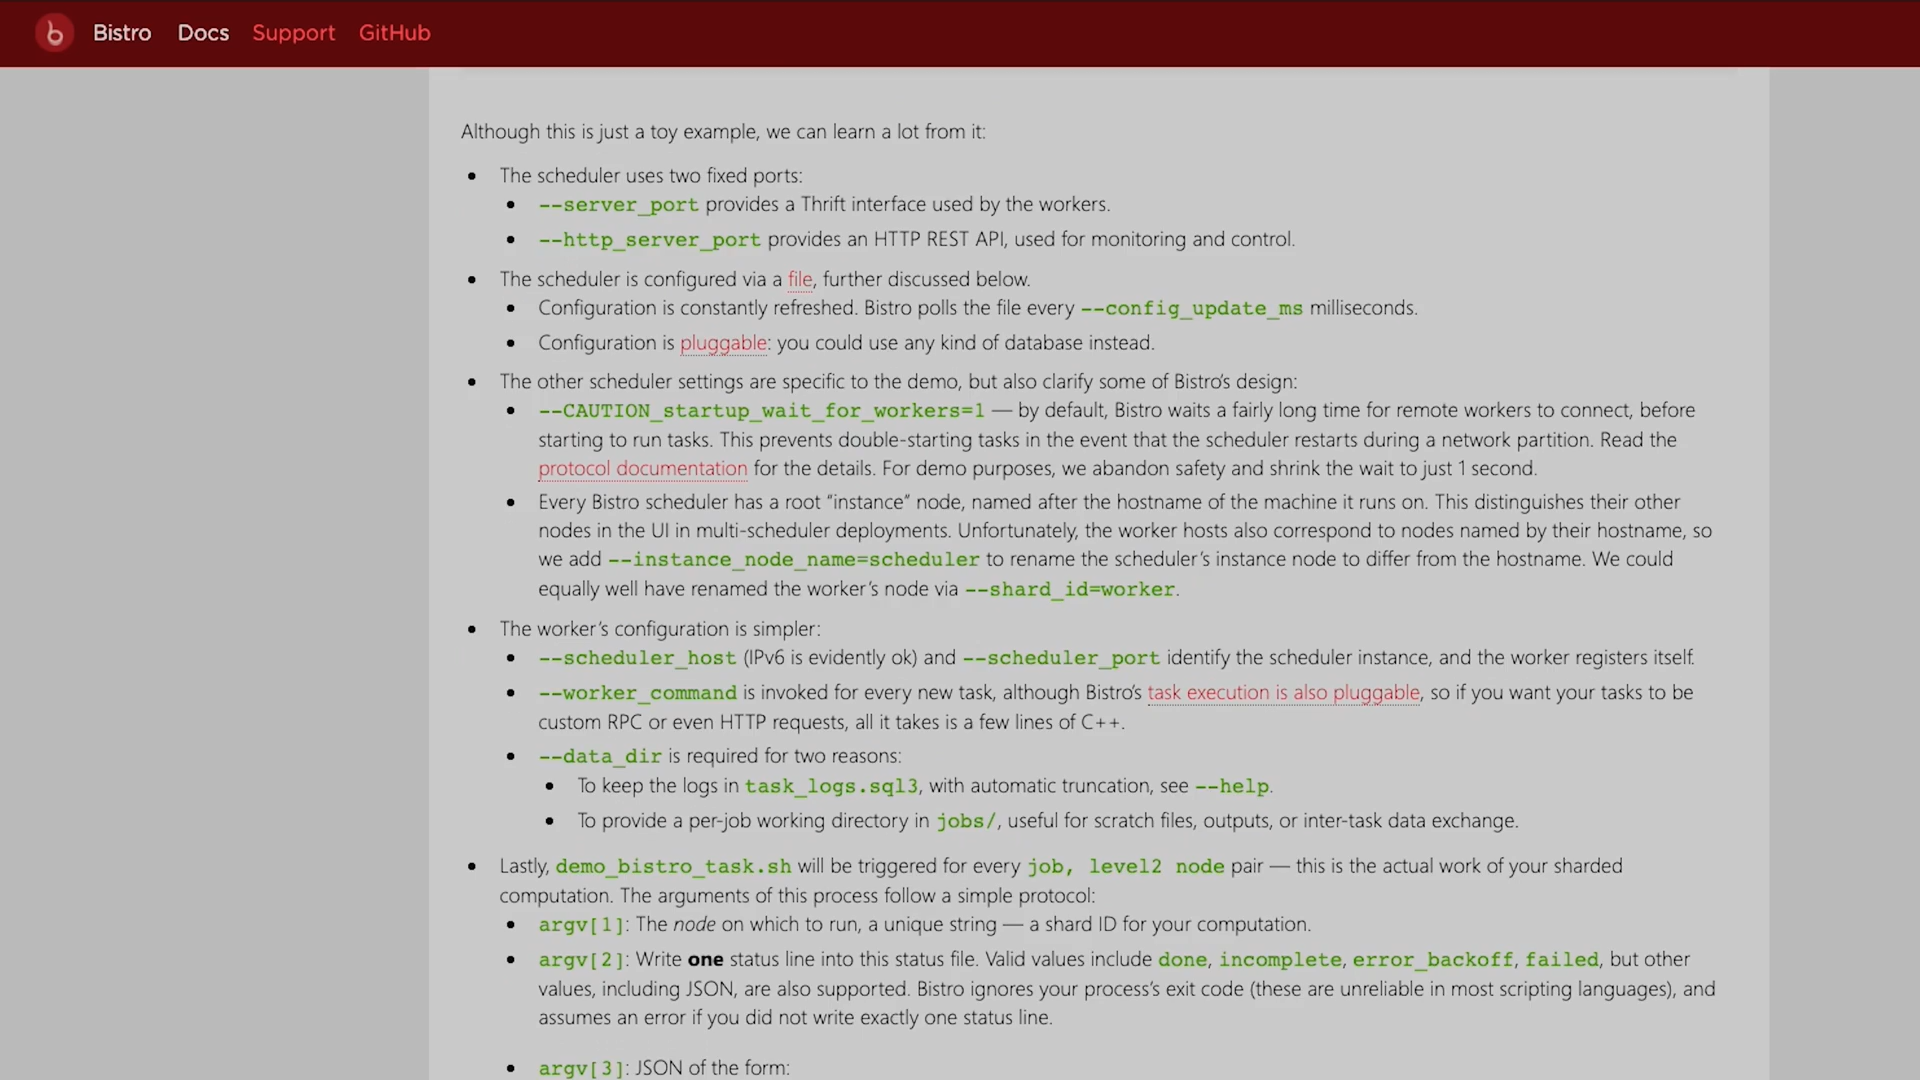 Bistro Docs Support GitHub
Although this is just a toy example, we can learn a lot from it:
The scheduler uses two fixed ports:
--server_port provides a Thrift interface used by the workers.
--http_server_port provides an HTTP REST API, used for monitoring and control.
The scheduler is configured via a file, further discussed below.
Configuration is constantly refreshed. Bistro polls the file every --config_update_ms milliseconds.
Configuration is pluggable: you could use any kind of database instead.
The other scheduler settings are specific to the demo, but also clarify some of Bistro's design:
--CAUTION_startup_wait_for_workers=1 — by default, Bistro waits a fairly long time for remote workers to connect, before
starting to run tasks. This prevents double-starting tasks in the event that the scheduler restarts during a network partition. Read the
protocol documentation for the details. For demo purposes, we abandon safety and shrink the wait to just 1 second.
Every Bistro scheduler has a root “instance” node, named after the hostname of the machine it runs on. This distinguishes their other
nodes in the UI in multi-scheduler deployments. Unfortunately, the worker hosts also correspond to nodes named by their hostname, so
we add --instance_node_name=scheduler to rename the scheduler's instance node to differ from the hostname. We could
equally well have renamed the worker's node via --shard_id=worker.
The worker's configuration is simpler:
--scheduler_host (IPv6 is evidently ok) and --scheduler_port identify the scheduler instance, and the worker registers itself.
--worker_command is invoked for every new task, although Bistro's task execution is also pluggable, so if you want your tasks to be
custom RPC or even HTTP requests, all it takes is a few lines of C++.
--data_dir is required for two reasons:
To keep the logs in task_logs.sql3, with automatic truncation, see --help.
To provide a per-job working directory in jobs/, useful for scratch files, outputs, or inter-task data exchange.
Lastly, demo_bistro_task.sh will be triggered for every job, level2 node pair — this is the actual work of your sharded
computation. The arguments of this process follow a simple protocol:
argv[1]: The node on which to run, a unique string — a shard ID for your computation.
argv[2]: Write one status line into this status file. Valid values include done, incomplete, error_backoff, failed, but other
values, including JSON, are also supported. Bistro ignores your process's exit code (these are unreliable in most scripting languages), and
assumes an error if you did not write exactly one status line.
argv[3]: JSON of the form: